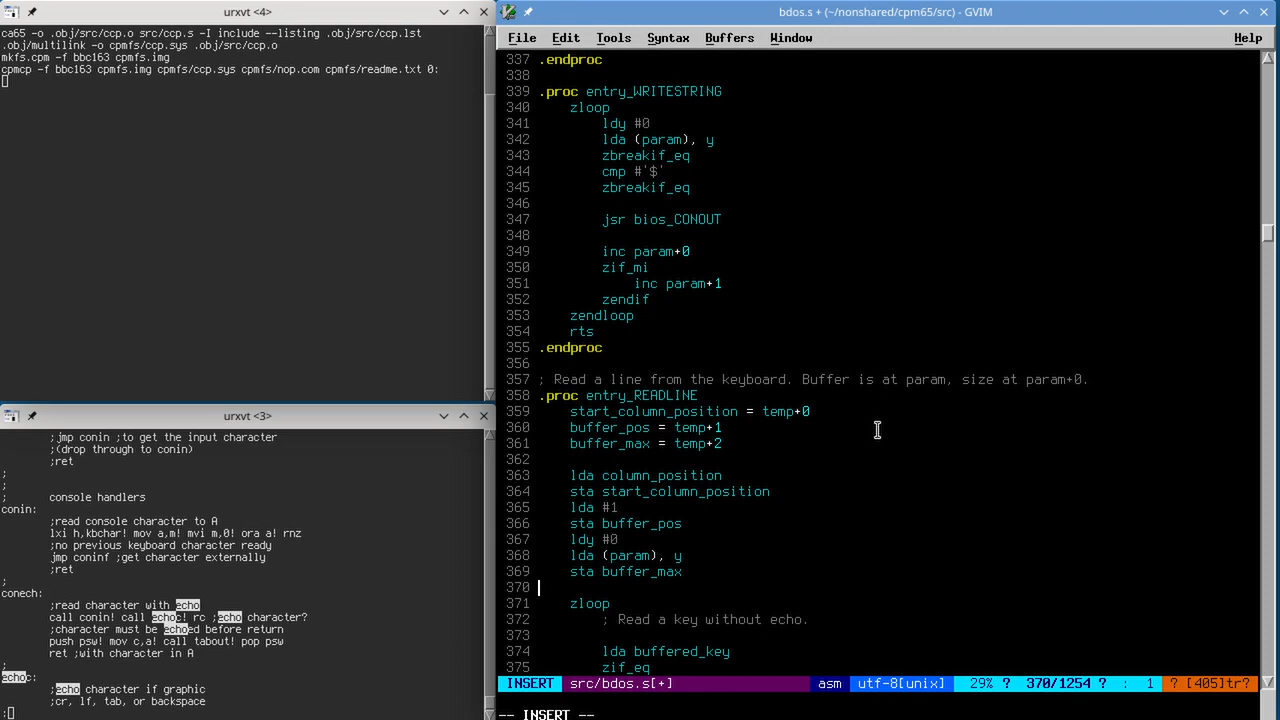 urxvt <4>
ca65 -o .obj/src/ccp.o src/ccp.s -I include --listing .obj/src/ccp.lst
.obj/multilink -o cpmfs/ccp.sys .obj/src/ccp.o
mkfs.cpm -f bbc163 cpmfs.img
cpmcp -f bbc163 cpmfs.img cpmfs/ccp.sys cpmfs/nop.com cpmfs/readme.txt 0:
urxvt <3>
;jmp conin ;to get the input character
;(drop through to conin)
;ret
;
;
; console handlers
conin:
;read console character to A
lxi h,kbchar! mov a,m! mvi m,0! ora a! rnz
;no previous keyboard character ready
jmp coninf ;get character externally
;ret
;
conech:
;read character with echo
call conin! call echoc! rc ;echo character?
;character must be echoed before return
push psw! mov c,a! call tabout! pop psw
ret ;with character in A
;
echoc:
;echo character if graphic
;cr, lf, tab, or backspace
:
bdos.s + (~/nonshared/cpm65/src) - GVIM
File Edit Tools Syntax Buffers Window Help
337 .endproc
338
339 .proc entry_WRITESTRING
340 zloop
341 ldy #0
342 lda (param), y
343 zbreakif_eq
344 cmp #'$'
345 zbreakif_eq
346
347 jsr bios_CONOUT
348
349 inc param+0
350 zif_mi
351 inc param+1
352 zendif
353 zendloop
354 rts
355 .endproc
356
357 ; Read a line from the keyboard. Buffer is at param, size at param+0.
358 .proc entry_READLINE
359 start_column_position = temp+0
360 buffer_pos = temp+1
361 buffer_max = temp+2
362
363 lda column_position
364 sta start_column_position
365 lda #1
366 sta buffer_pos
367 ldy #0
368 lda (param), y
369 sta buffer_max
370
371 zloop
372 ; Read a key without echo.
373
374 lda buffered_key
375 zif_eq
INSERT src/bdos.s[+] asm utf-8[unix] 29% ? 370/1254 ? : 1 ? [405]tr?
-- INSERT --